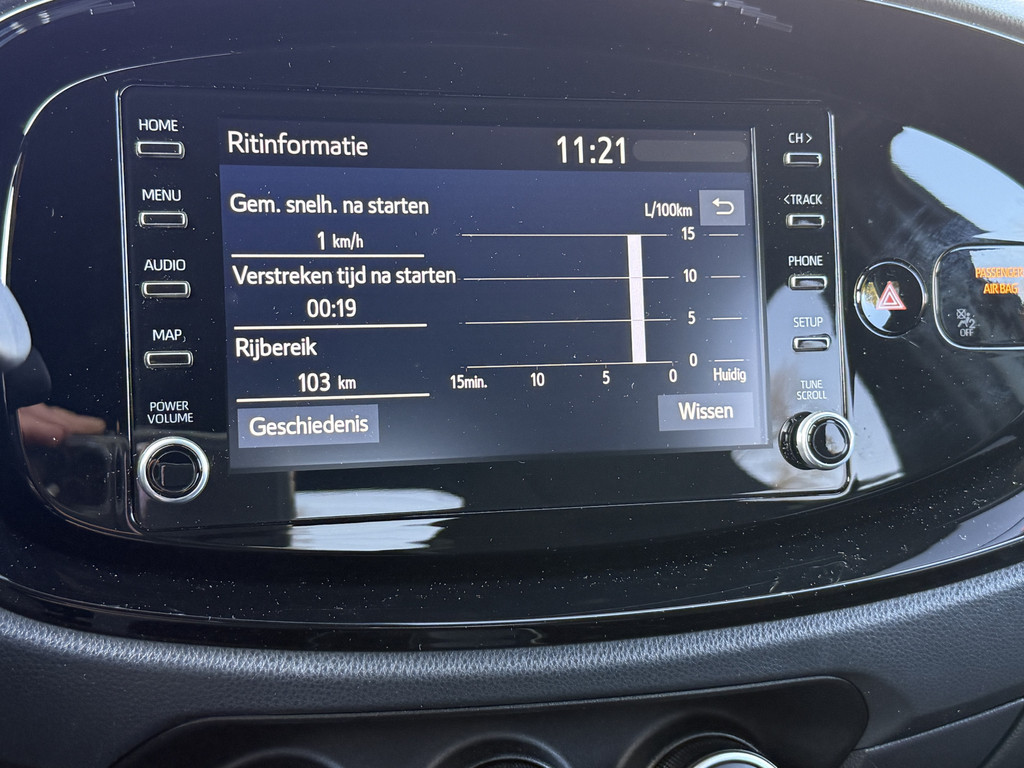 HOME
MENU
AUDIO
MAP
POWER
VOLUME
Ritinformatie 11:21
Gem. snelh. na starten
1 km/h
Verstreken tijd na starten
00:19
Rijbereik
103 km
Geschiedenis
L/100km
15
10
5
0
15min. 10 5 0 Huidig
Wissen
CH >
< TRACK
PHONE
SETUP
TUNE
SCROLL
PASSENGER
AIR BAG
2
OFF